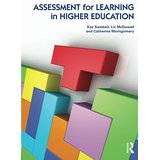 ASSESSMENT for LEARNING
in HIGHER EDUCATION
Kay Sambell, Liz McDowell
and Catherine Montgomery
R